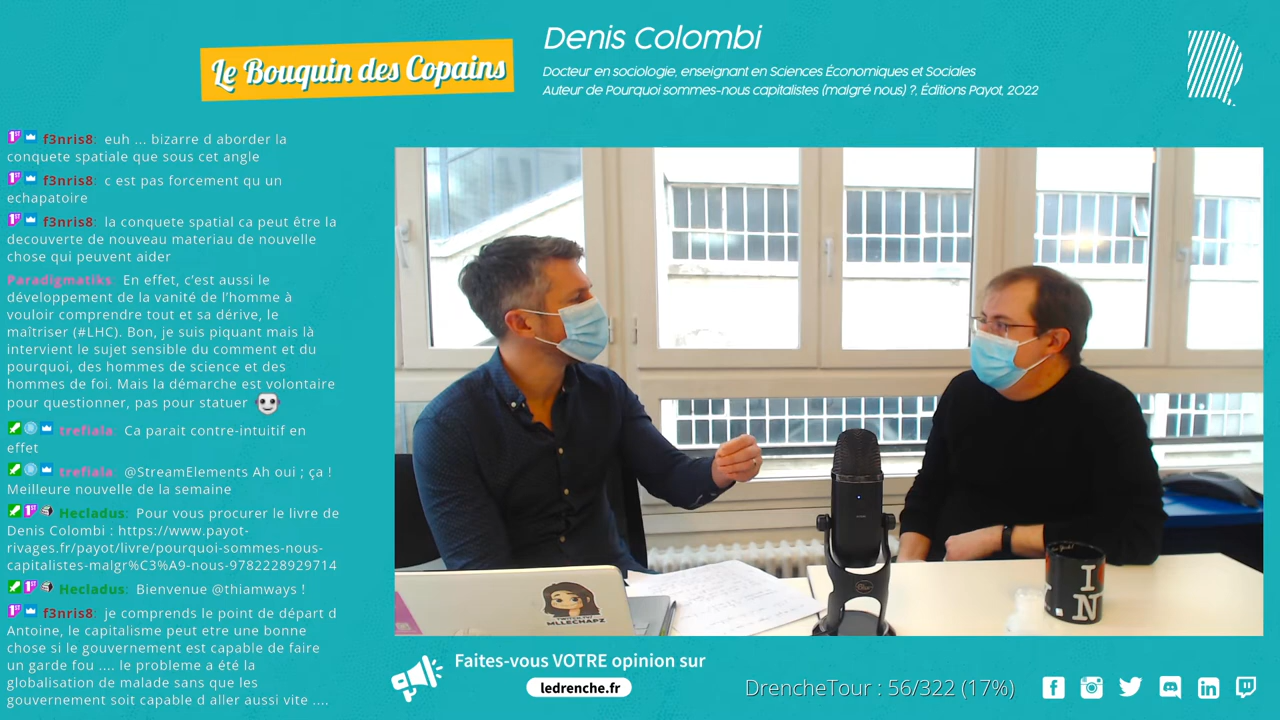 Le Bouquin des Copains
Denis Colombi
Docteur en sociologie, enseignant en Sciences Économiques et Sociales
Auteur de Pourquoi sommes-nous capitalistes (malgré nous) ?, Éditions Payot, 2022
f3nris8: euh ... bizarre d aborder la
conquete spatiale que sous cet angle
f3nris8: c est pas forcement qu un
echapatoire
f3nris8: la conquete spatial ca peut être la
decouverte de nouveau materiau de nouvelle
chose qui peuvent aider
Paradigmatiks: En effet, c'est aussi le
développement de la vanité de l'homme à
vouloir comprendre tout et sa dérive, le
maîtriser (#LHC). Bon, je suis piquant mais là
intervient le sujet sensible du comment et du
pourquoi, des hommes de science et des
hommes de foi. Mais la démarche est volontaire
pour questionner, pas pour statuer
treflala: Ca parait contre-intuitif en
effet
treflala: @StreamElements Ah oui ; ça !
Meilleure nouvelle de la semaine
Hecladus: Pour vous procurer le livre de
Denis Colombi : https://www.payot-
rivages.fr/payot/livre/pourquoi-sommes-nous-
capitalistes-malgr%C3%A9-nous-9782228929714
Hecladus: Bienvenue @thiamways !
f3nris8: je comprends le point de départ d
Antoine, le capitalisme peut etre une bonne
chose si le gouvernement est capable de faire
un garde fou .... le probleme a été la
globalisation de malade sans que les
gouvernement soit capable d aller aussi vite ....
MLLECHAPZ
I
N
Faites-vous VOTRE opinion sur
ledrenche.fr
DrencheTour : 56/322 (17%)